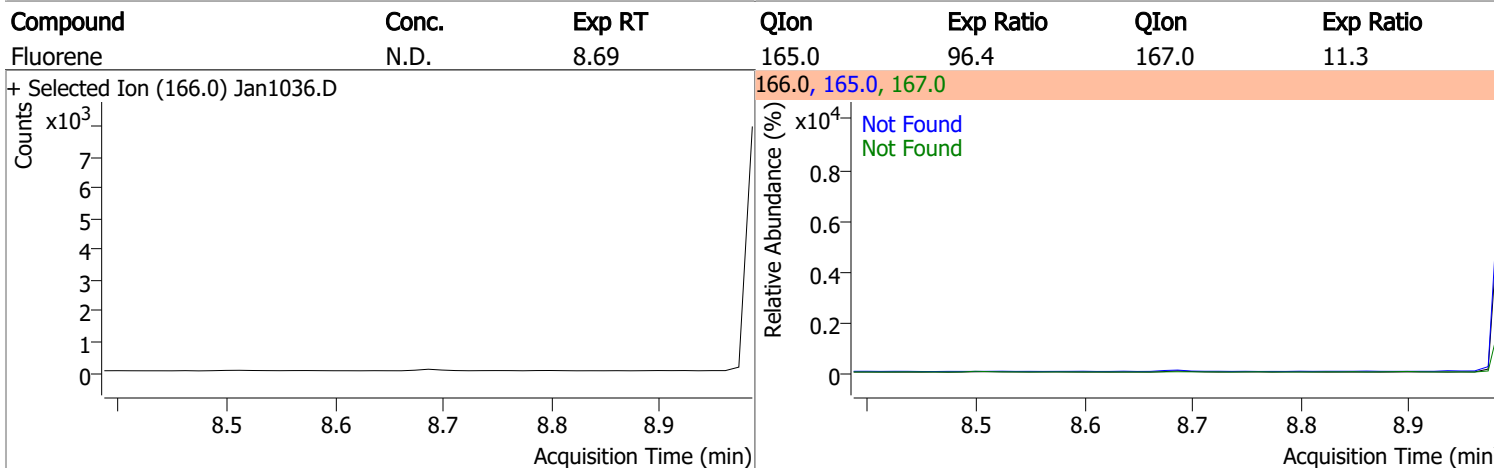 Compound Conc. Exp RT QIon Exp Ratio QIon Exp Ratio
Fluorene N.D. 8.69 165.0 96.4 167.0 11.3
+ Selected Ion (166.0) Jan1036.D
Counts
x10³
7
6
5
4
3
2
1
0
8.5 8.6 8.7 8.8 8.9
Acquisition Time (min)
166.0, 165.0, 167.0
Relative Abundance (%)
x10⁴
Not Found
Not Found
0.8
0.6
0.4
0.2
0
8.5 8.6 8.7 8.8 8.9
Acquisition Time (min